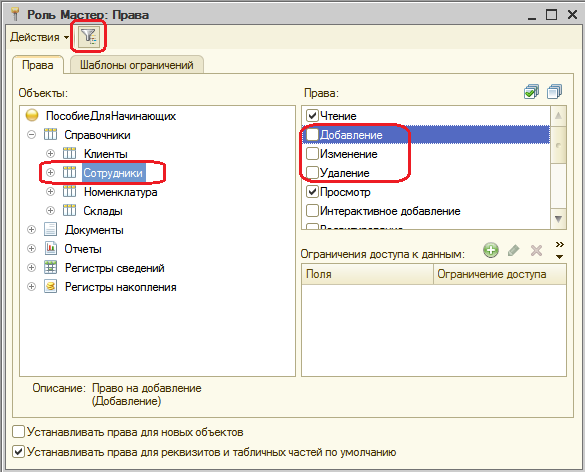 Роль Мастер: Права
Действия
Права
Шаблоны ограничений
Объекты:
ПособиеДляНачинающих
Справочники
Клиенты
Сотрудники
Номенклатура
Склады
Документы
Отчеты
Регистры сведений
Регистры накопления
Права:
Чтение
Добавление
Изменение
Удаление
Просмотр
Интерактивное добавление
Ограничения доступа к данным:
Поля
Ограничение доступа
Описание: Право на добавление
(Добавление)
Устанавливать права для новых объектов
Устанавливать права для реквизитов и табличных частей по умолчанию